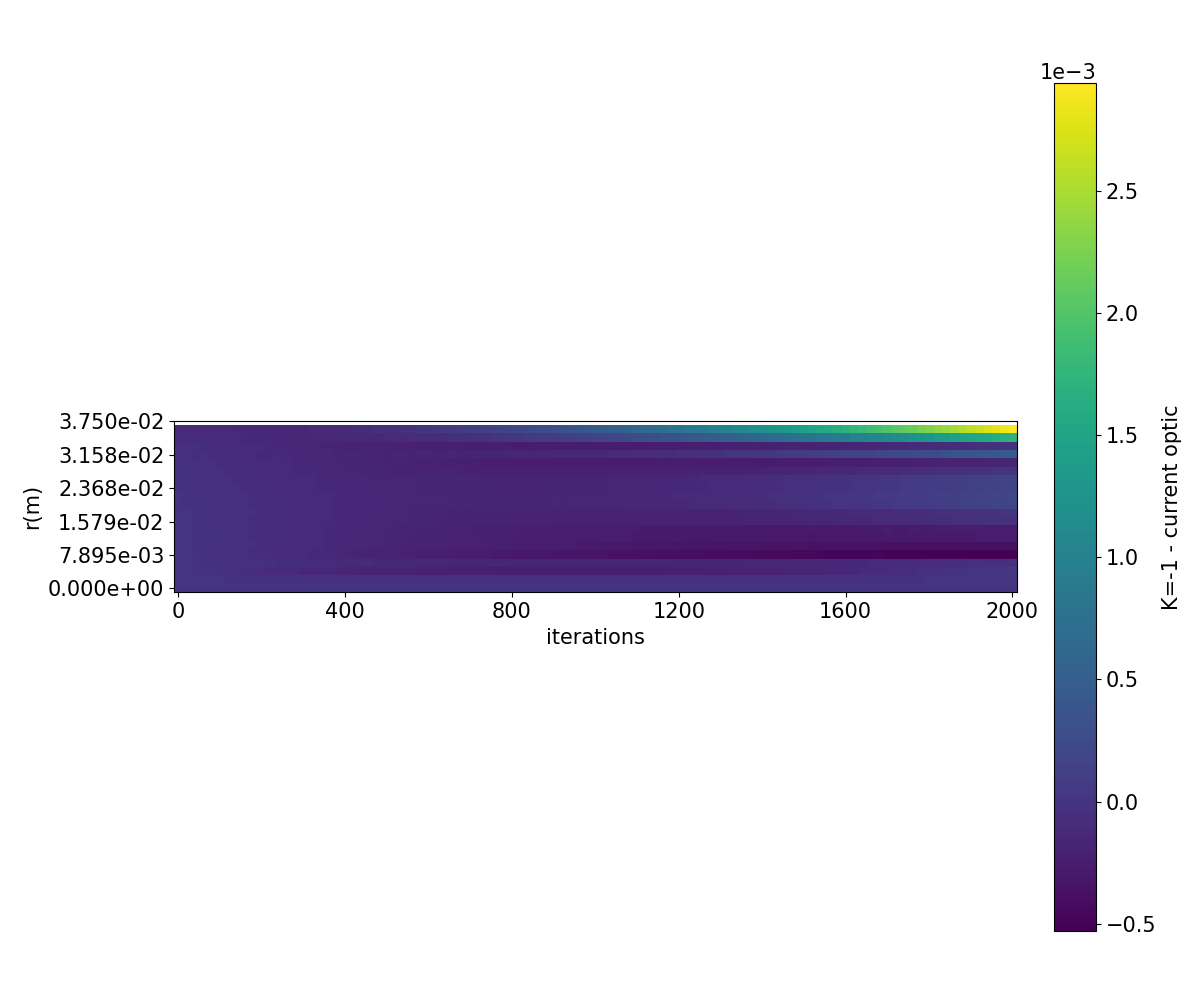 1e−3
2.5
2.0
1.5
1.0
0.5
0.0
−0.5
K=-1 - current optic
3.750e-02
3.158e-02
2.368e-02
1.579e-02
7.895e-03
0.000e+00
r(m)
0 400 800 1200 1600 2000
iterations